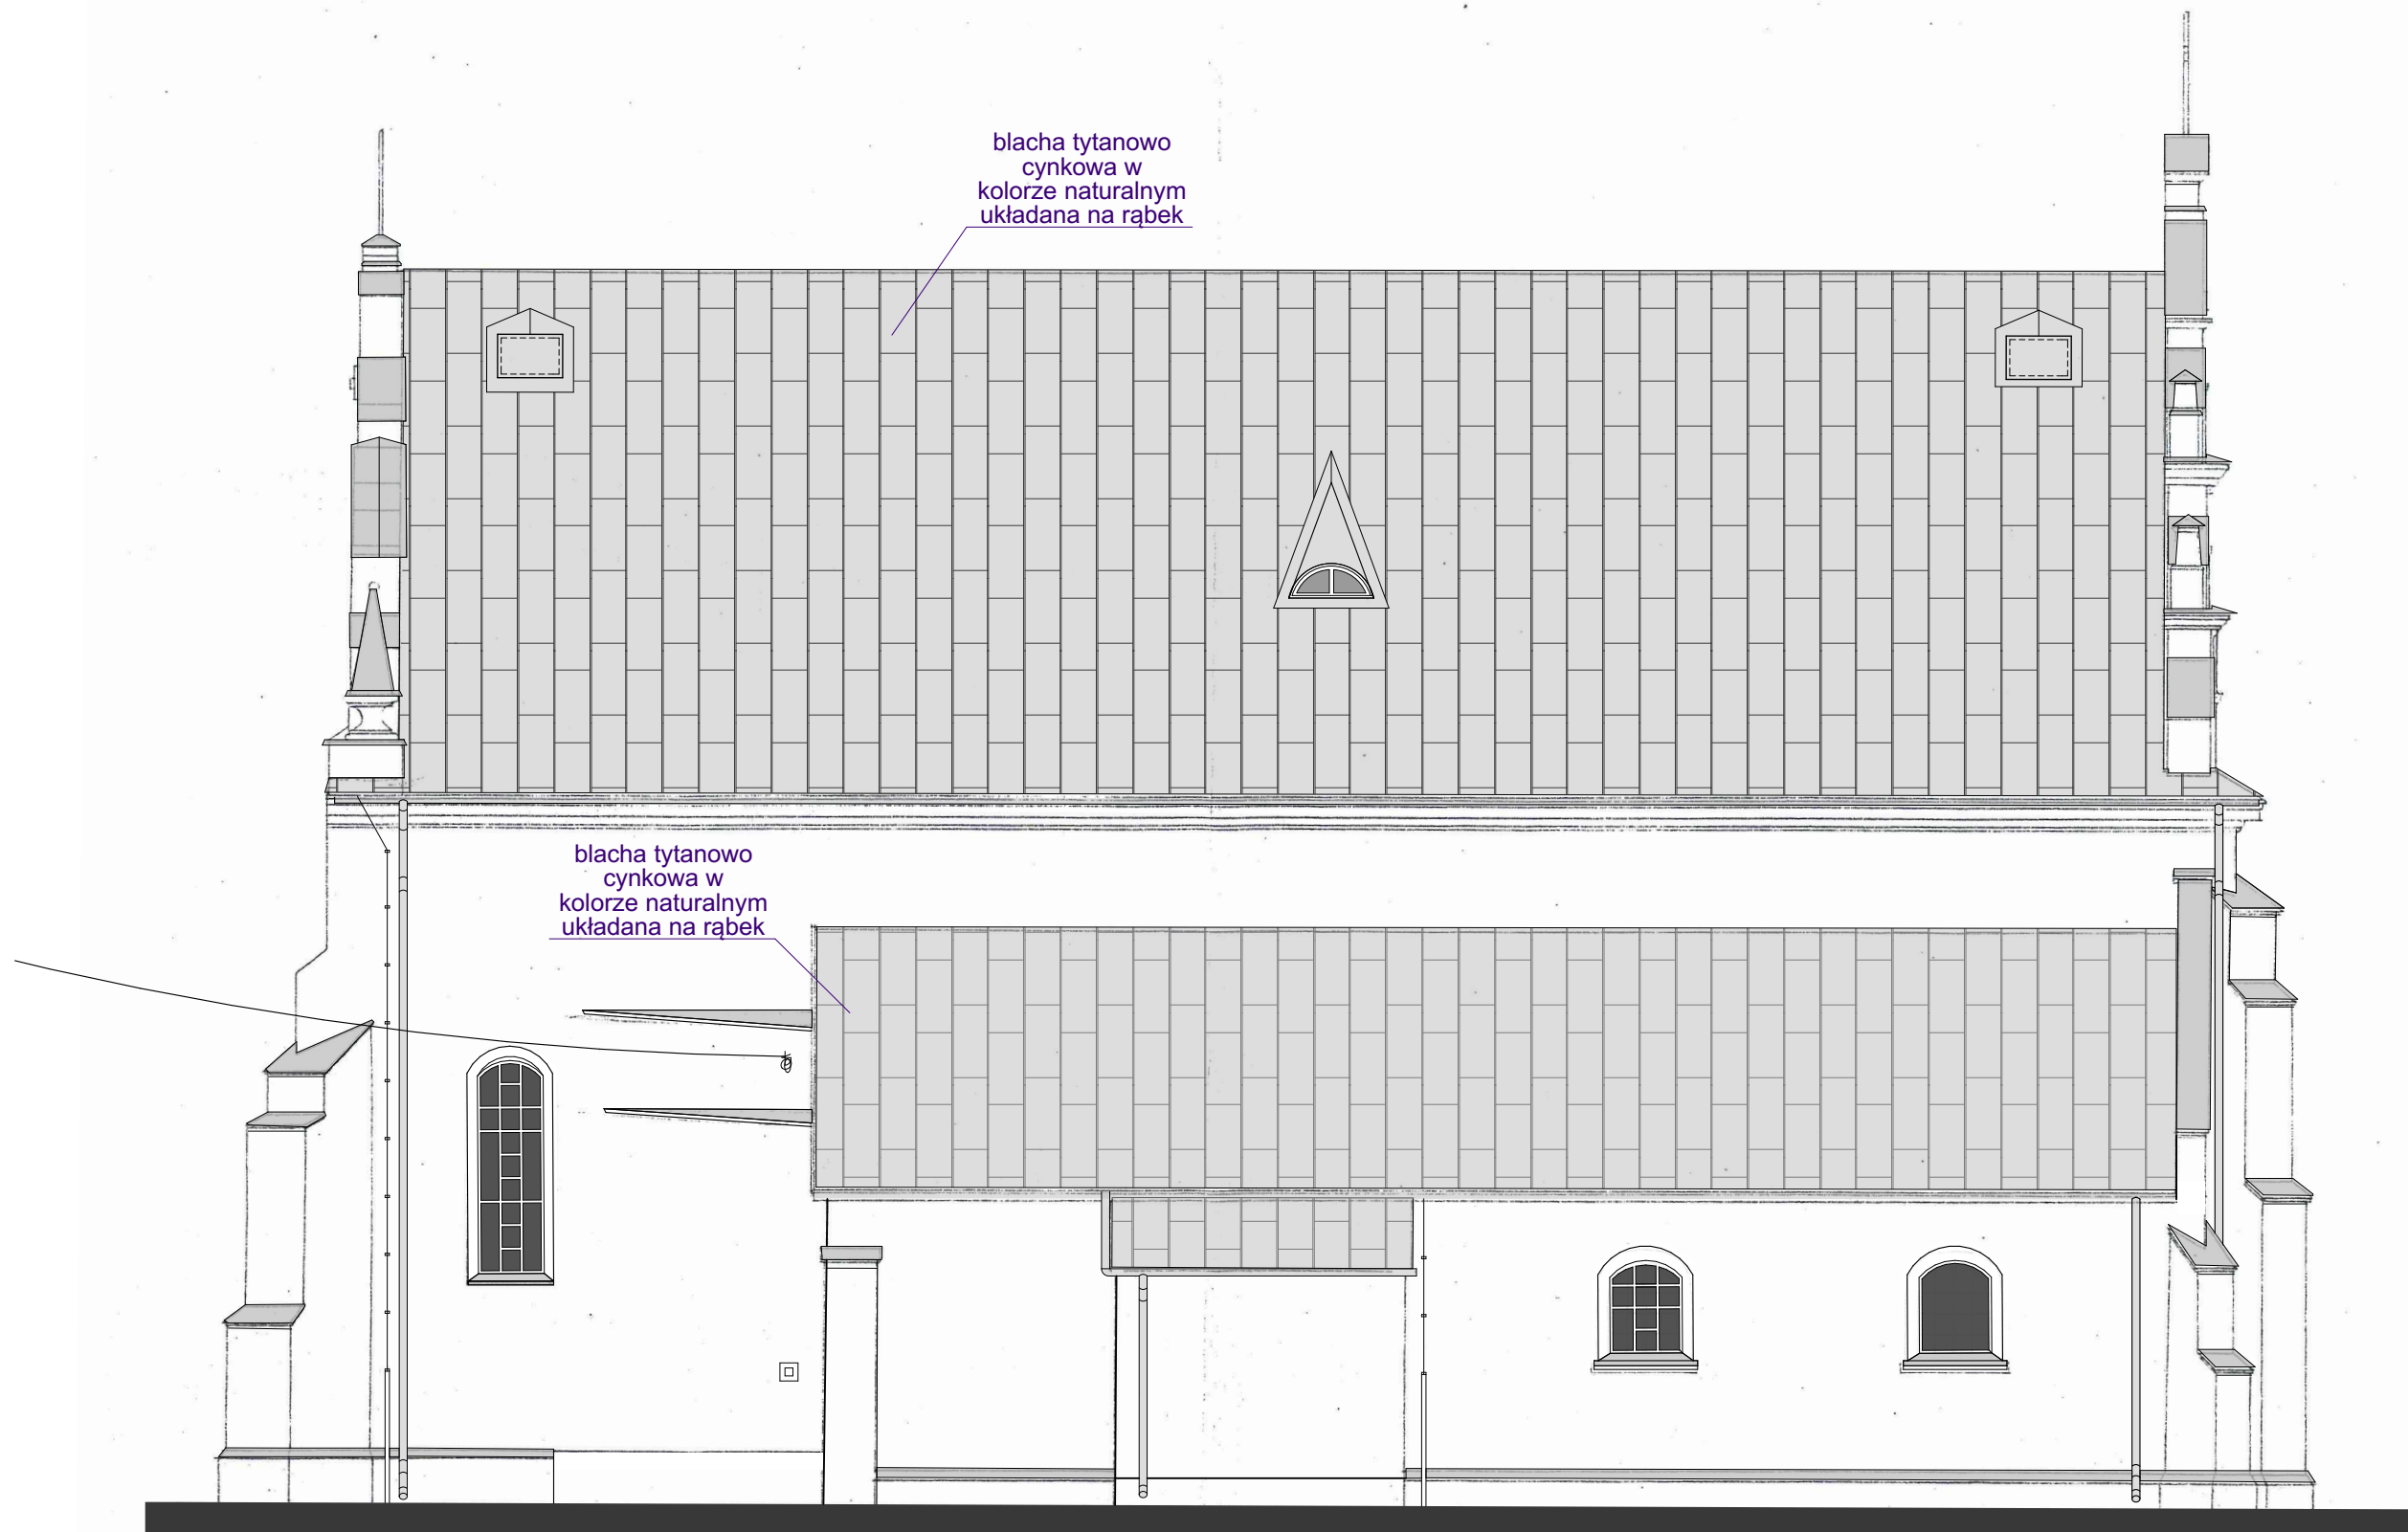 blacha tytanowo
cynkowa w
kolorze naturalnym
układana na rąbek
blacha tytanowo
cynkowa w
kolorze naturalnym
układana na rąbek